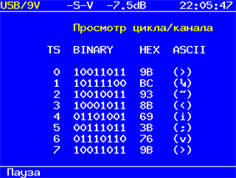 USB/9V -S-V -7.5dB 22:05:47
Просмотр цикла/канала
TS BINARY HEX ASCII
0 10011011 9B (›)
1 10111100 BC (¼)
2 10010011 93 (")
3 10001011 8B (‹)
4 01101001 69 (i)
5 00111011 3B (;)
6 01110110 76 (v)
7 10011011 9B (›)
Пауза